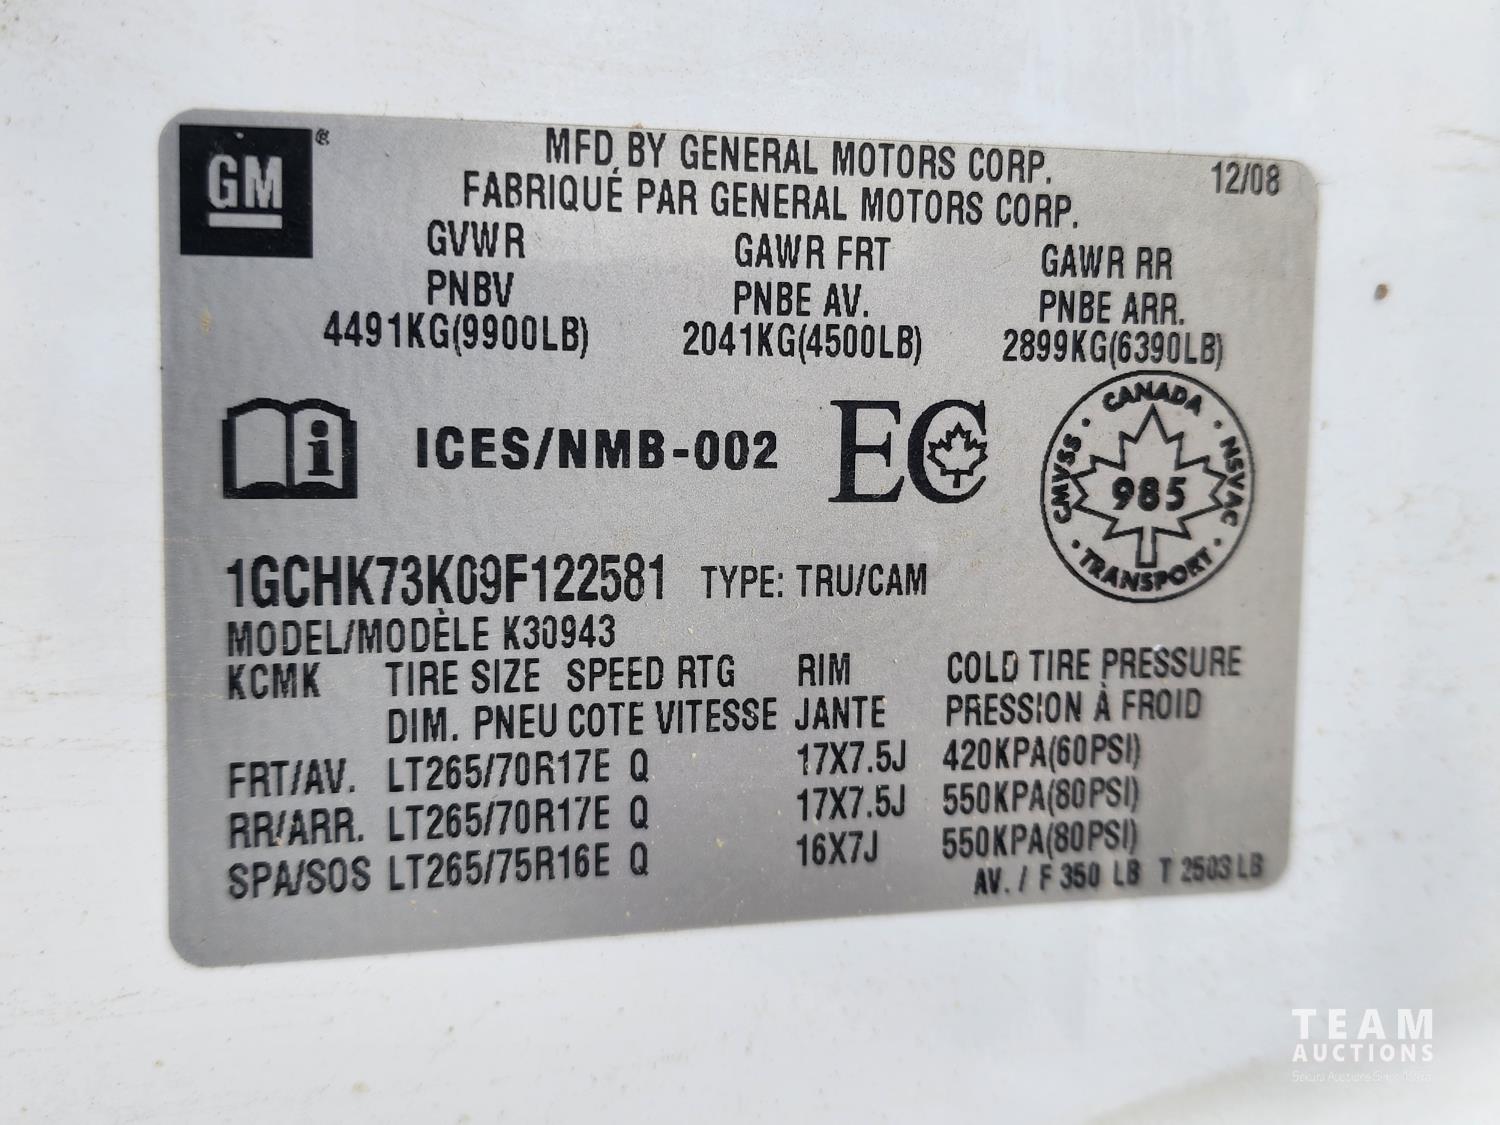 GM
MFD BY GENERAL MOTORS CORP.
12/08
FABRIQUÉ PAR GENERAL MOTORS CORP.
GVWR GAWR FRT GAWR RR
PNBV PNBE AV. PNBE ARR.
4491KG(9900LB) 2041KG(4500LB) 2899KG(6390LB)
i ICES/NMB-002 EC
CANADA
CMVSS 985 NSVAC
TRANSPORT
1GCHK73K09F122581 TYPE: TRU/CAM
MODEL/MODÈLE K30943
KCMK TIRE SIZE SPEED RTG RIM COLD TIRE PRESSURE
DIM. PNEU COTE VITESSE JANTE PRESSION À FROID
FRT/AV. LT265/70R17E Q 17X7.5J 420KPA(60PSI)
RR/ARR. LT265/70R17E Q 17X7.5J 550KPA(80PSI)
SPA/SOS LT265/75R16E Q 16X7J 550KPA(80PSI)
AV. / F 350 LB T 2503 LB
TEAM
AUCTIONS